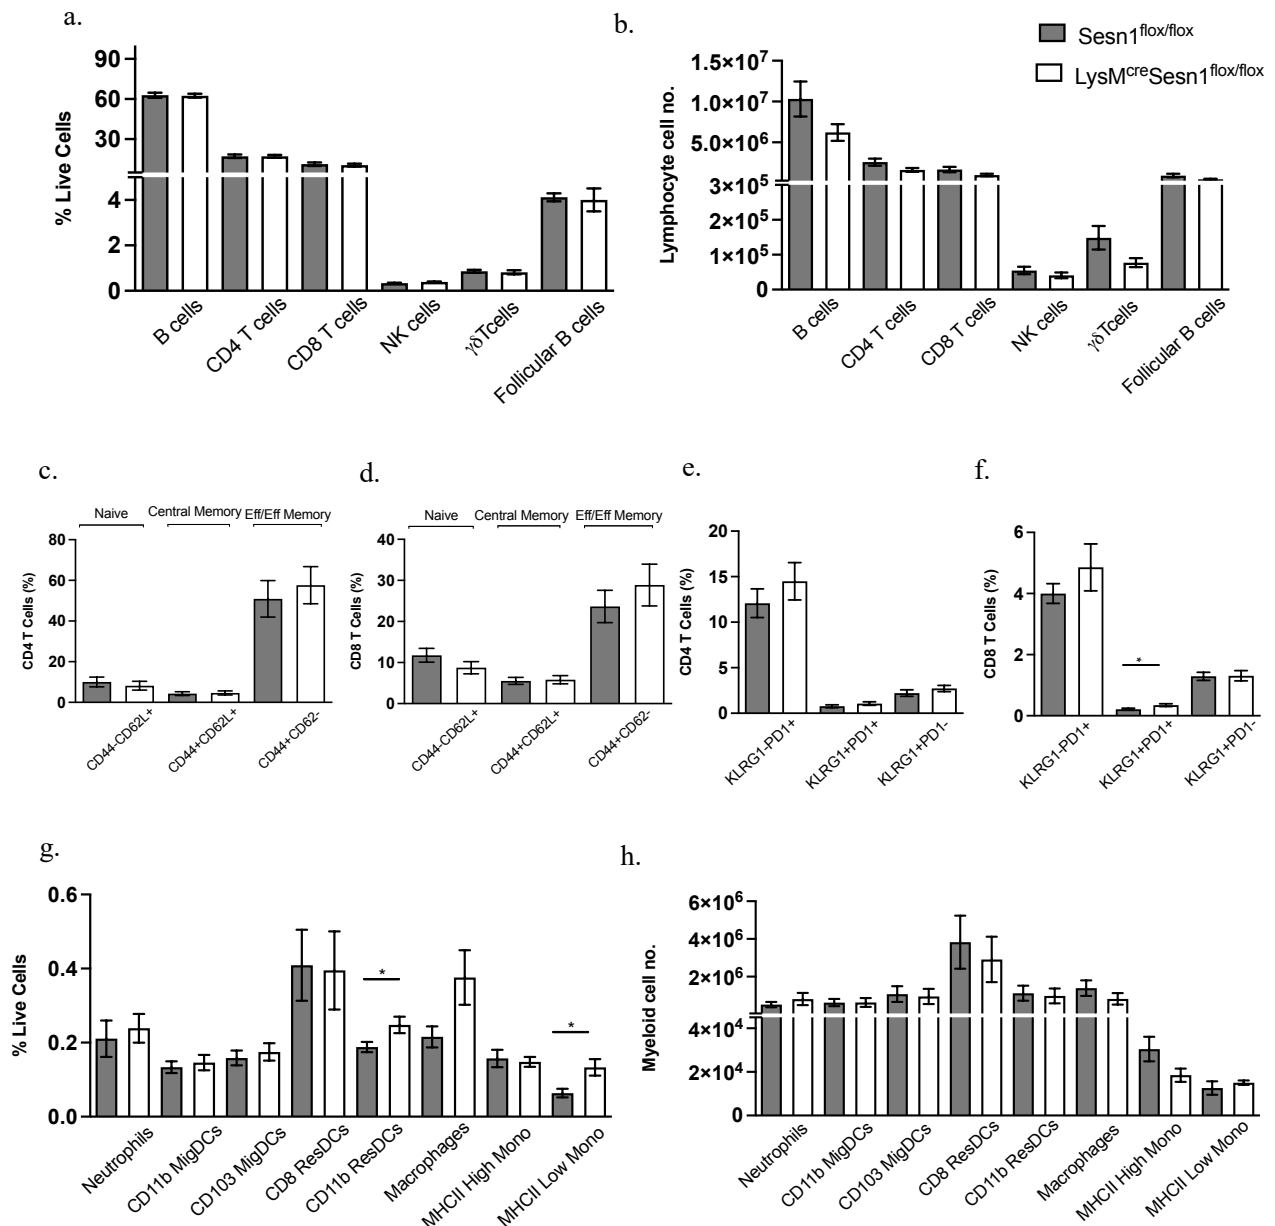 a.
% Live Cells
90
60
30
4
2
0
B cells
CD4 T cells
CD8 T cells
NK cells
γδTcells
Follicular B cells
b.
Sesn1flox/flox
LysMcreSesn1flox/flox
Lymphocyte cell no.
1.5×10⁷
1.0×10⁷
5.0×10⁶
3×10⁵
2×10⁵
1×10⁵
0
B cells
CD4 T cells
CD8 T cells
NK cells
γδTcells
Follicular B cells
c.
Naive
Central Memory
Eff/Eff Memory
CD4 T Cells (%)
80
60
40
20
0
CD44-CD62L+
CD44+CD62L+
CD44+CD62-
d.
Naive
Central Memory
Eff/Eff Memory
CD8 T Cells (%)
40
30
20
10
0
CD44-CD62L+
CD44+CD62L+
CD44+CD62-
e.
CD4 T Cells (%)
20
15
10
5
0
KLRG1-PD1+
KLRG1+PD1+
KLRG1+PD1-
f.
CD8 T Cells (%)
6
4
2
0
*
KLRG1-PD1+
KLRG1+PD1+
KLRG1+PD1-
g.
% Live Cells
0.6
0.4
0.2
0.0
*
*
Neutrophils
CD11b MigDCs
CD103 MigDCs
CD8 ResDCs
CD11b ResDCs
Macrophages
MHCII High Mono
MHCII Low Mono
h.
Myeloid cell no.
6×10⁶
4×10⁶
2×10⁶
4×10⁴
2×10⁴
0
Neutrophils
CD11b MigDCs
CD103 MigDCs
CD8 ResDCs
CD11b ResDCs
Macrophages
MHCII High Mono
MHCII Low Mono